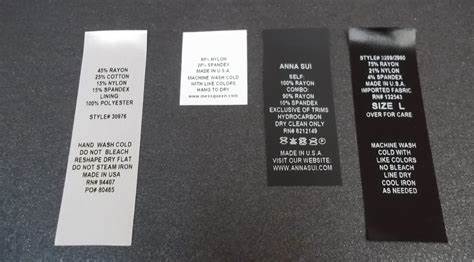 45% RAYON
25% COTTON
15% NYLON
15% SPANDEX
LINING
100% POLYESTER
STYLE# 30976
HAND WASH COLD
DO NOT BLEACH
RESHAPE DRY FLAT
DO NOT STEAM IRON
MADE IN USA
RN# 94407
PO# 80465
80% NYLON
20% SPANDEX
MADE IN U.S.A
MACHINE WASH COLD
WITH LIKE COLORS
HANG TO DRY
ANNA SUI
SELF:
100% RAYON
COMBO:
90% RAYON
10% SPANDEX
EXCLUSIVE OF TRIMS
HYDROCARBON
DRY CLEAN ONLY
RN# 8212149
MADE IN U.S.A
VISIT OUR WEBSITE:
WWW.ANNASUI.COM
STYLE# 3209/2960
75% RAYON
21% NYLON
4% SPANDEX
MADE IN U.S.A
IMPORTED FABRIC
RN# 132343
SIZE L
OVER FOR CARE
MACHINE WASH
COLD WITH
LIKE COLORS
NO BLEACH
LINE DRY
COOL IRON
AS NEEDED